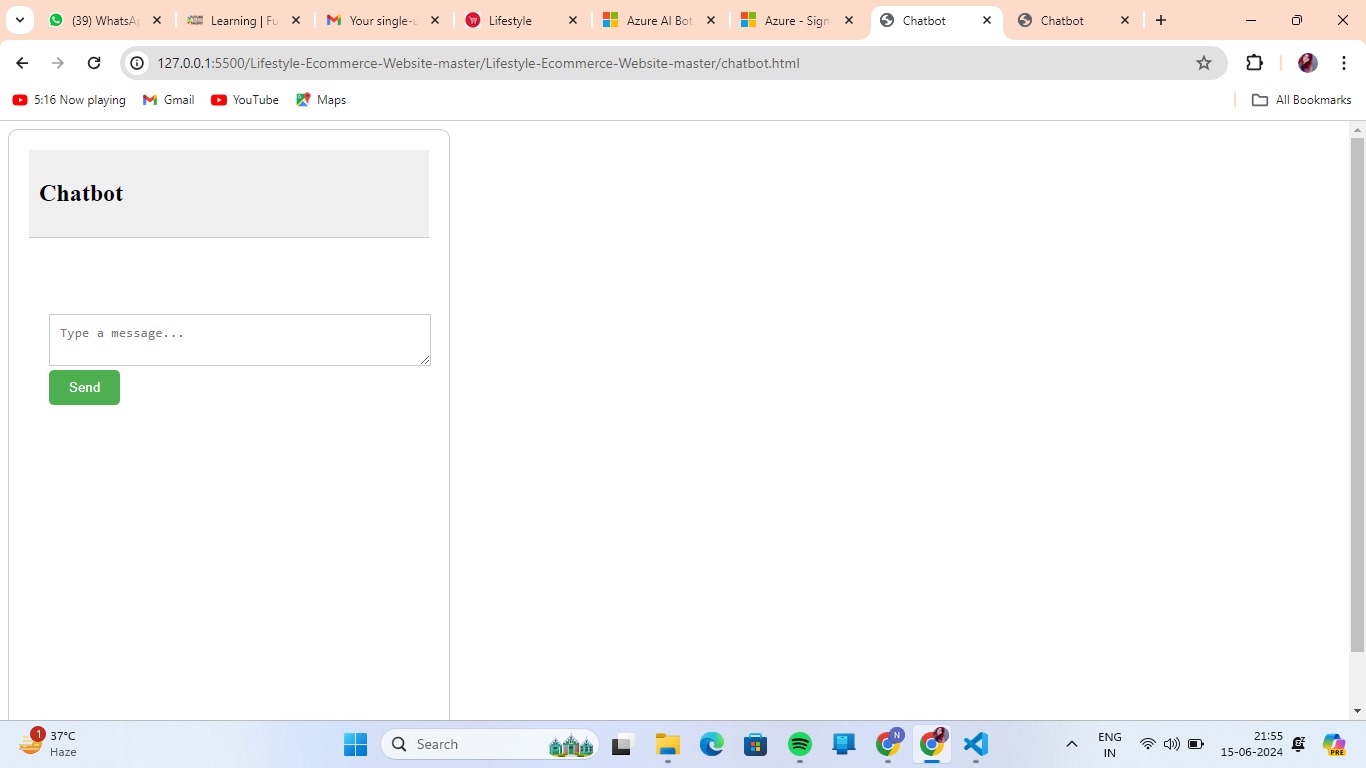 (39) WhatsA
Learning | Fu
Your single-u
Lifestyle
Azure AI Bot
Azure - Sign
Chatbot
Chatbot
127.0.0.1:5500/Lifestyle-Ecommerce-Website-master/Lifestyle-Ecommerce-Website-master/chatbot.html
5:16 Now playing
Gmail
YouTube
Maps
All Bookmarks
Chatbot
Type a message...
Send
1
37°C
Haze
Search
N
ENG
IN
21:55
15-06-2024
PRE